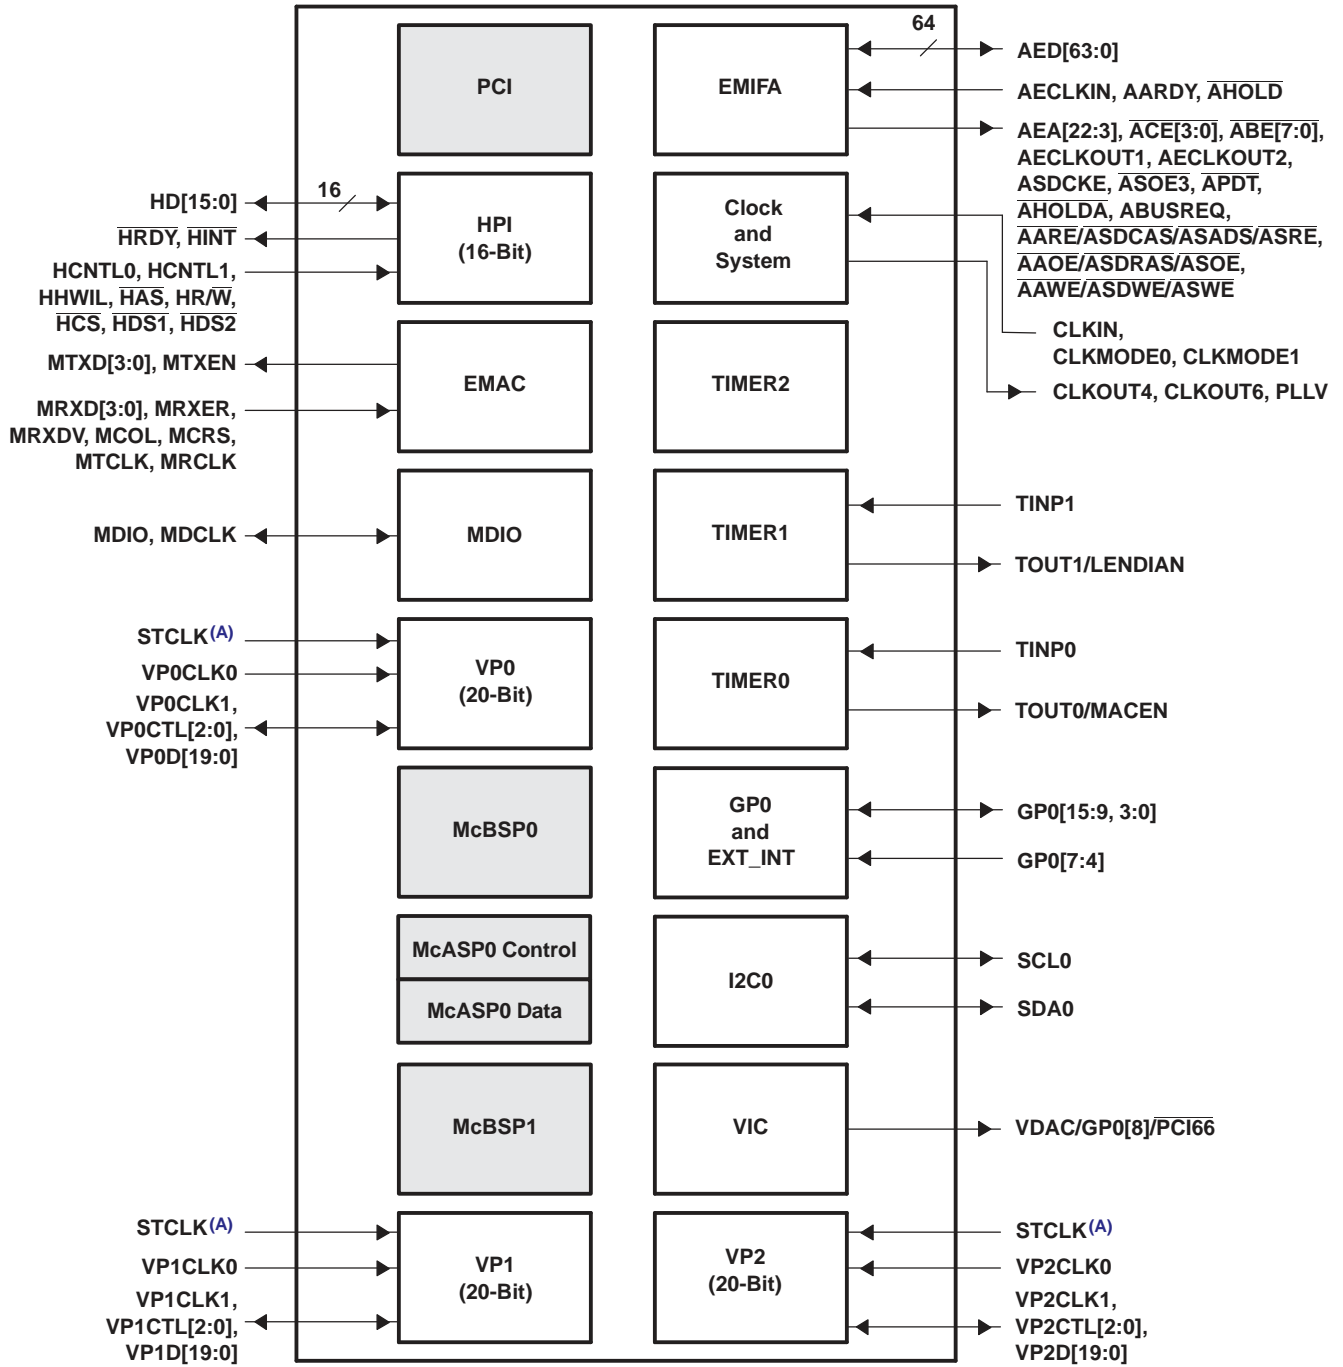 PCI
EMIFA
64
AED[63:0]
AECLKIN, AARDY, AHOLD
AEA[22:3], ACE[3:0], ABE[7:0],
AECLKOUT1, AECLKOUT2,
ASDCKE, ASOE3, APDT,
AHOLDA, ABUSREQ,
AARE/ASDCAS/ASADS/ASRE,
AAOE/ASDRAS/ASOE,
AAWE/ASDWE/ASWE
HD[15:0]
16
HRDY, HINT
HCNTL0, HCNTL1,
HHWIL, HAS, HR/W,
HCS, HDS1, HDS2
HPI
(16-Bit)
Clock
and
System
CLKIN,
CLKMODE0, CLKMODE1
CLKOUT4, CLKOUT6, PLLV
MTXD[3:0], MTXEN
MRXD[3:0], MRXER,
MRXDV, MCOL, MCRS,
MTCLK, MRCLK
EMAC
TIMER2
MDIO, MDCLK
MDIO
TIMER1
TINP1
TOUT1/LENDIAN
STCLK(A)
VP0CLK0
VP0CLK1,
VP0CTL[2:0],
VP0D[19:0]
VP0
(20-Bit)
TIMER0
TINP0
TOUT0/MACEN
McBSP0
GP0
and
EXT_INT
GP0[15:9, 3:0]
GP0[7:4]
McASP0 Control
McASP0 Data
I2C0
SCL0
SDA0
McBSP1
VIC
VDAC/GP0[8]/PCI66
STCLK(A)
VP1CLK0
VP1CLK1,
VP1CTL[2:0],
VP1D[19:0]
VP1
(20-Bit)
VP2
(20-Bit)
STCLK(A)
VP2CLK0
VP2CLK1,
VP2CTL[2:0],
VP2D[19:0]